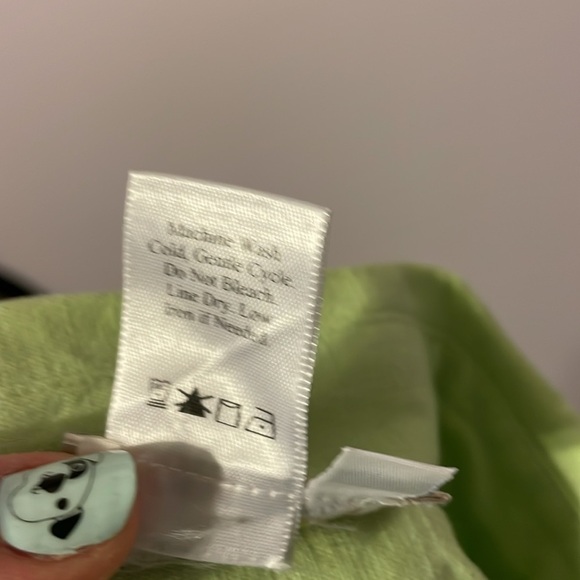 Machine Wash
Cold, Gentle Cycle.
Do Not Bleach.
Line Dry. Low
Iron if Needed.